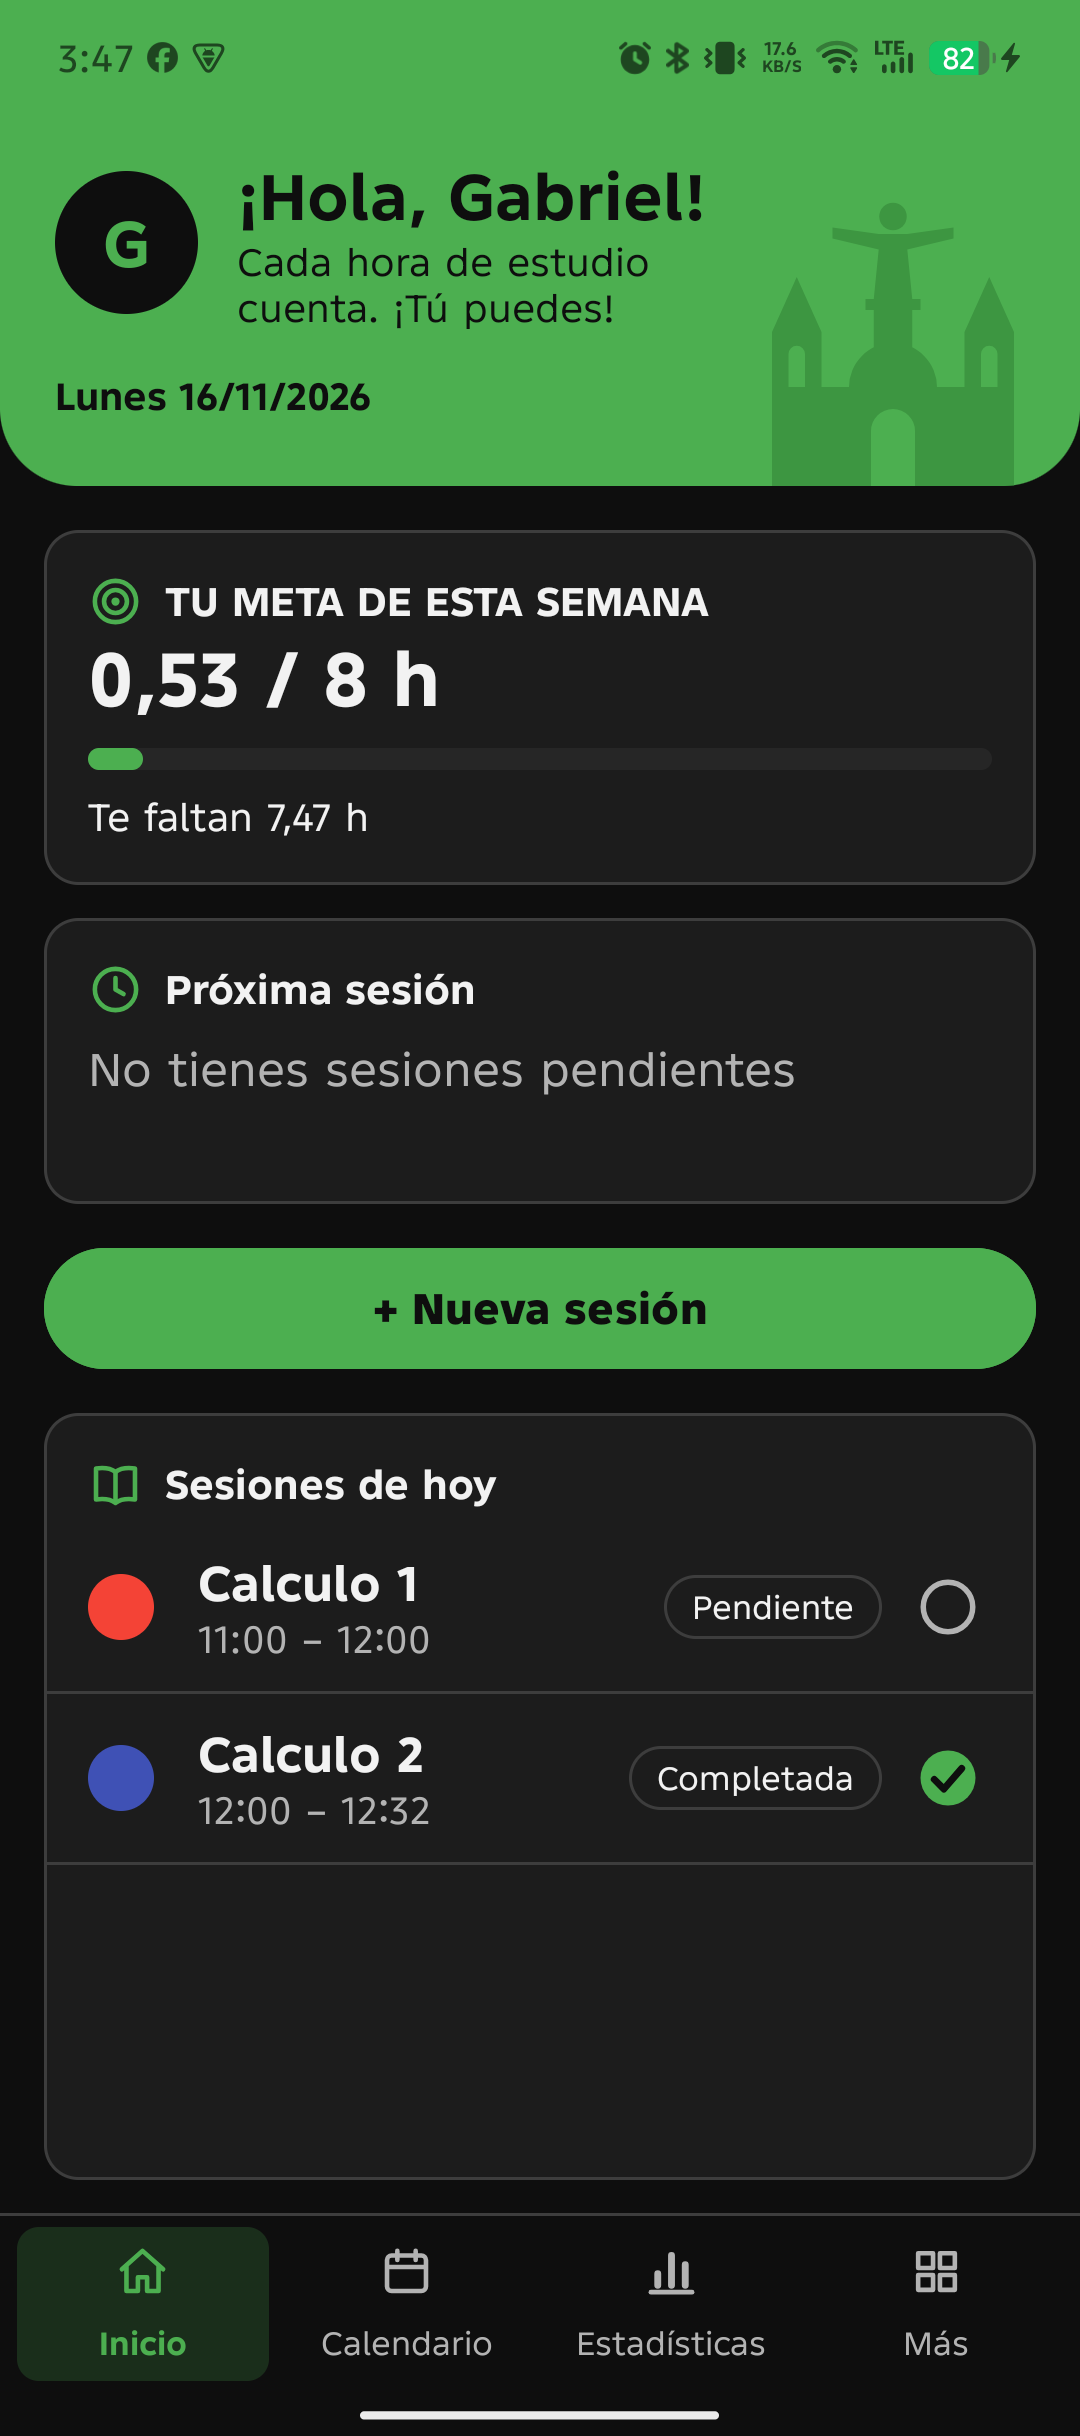 3:47
17.6
KB/S
LTE
82
G
¡Hola, Gabriel!
Cada hora de estudio
cuenta. ¡Tú puedes!
Lunes 16/11/2026
TU META DE ESTA SEMANA
0,53 / 8 h
Te faltan 7,47 h
Próxima sesión
No tienes sesiones pendientes
+ Nueva sesión
Sesiones de hoy
Calculo 1
Pendiente
11:00 – 12:00
Calculo 2
Completada
12:00 – 12:32
Inicio
Calendario
Estadísticas
Más